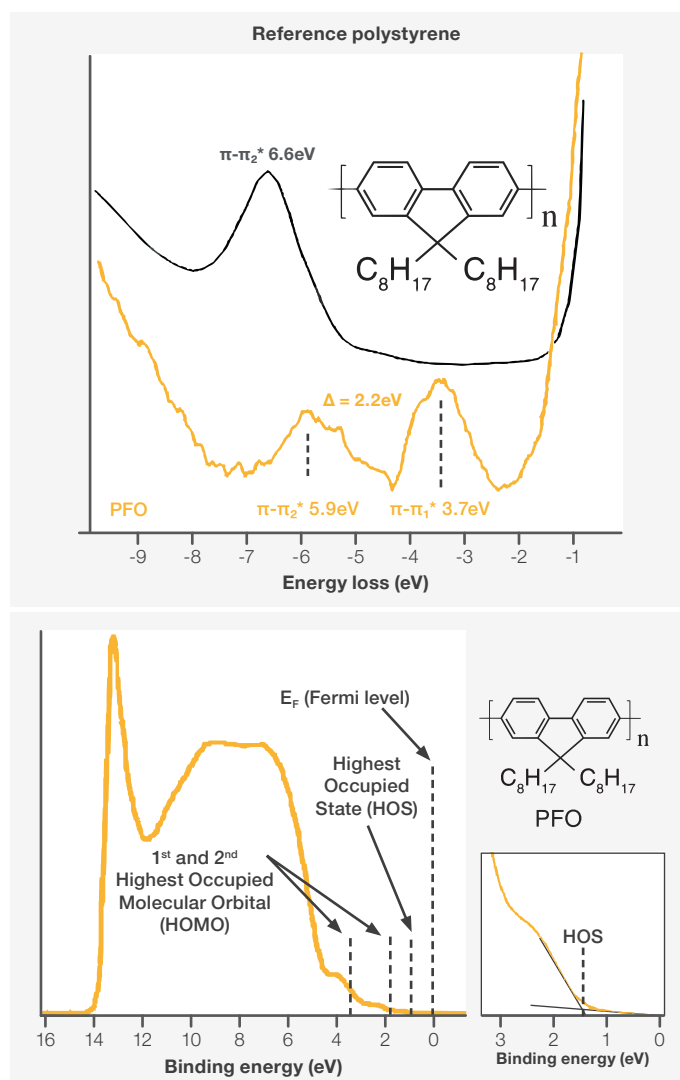 Reference polystyrene
π-π₂* 6.6eV
n
C₈H₁₇ C₈H₁₇
Δ = 2.2eV
PFO
π-π₂* 5.9eV
π-π₁* 3.7eV
-9 -8 -7 -6 -5 -4 -3 -2 -1
Energy loss (eV)
E_F (Fermi level)
Highest
Occupied
State (HOS)
1ˢᵗ and 2ⁿᵈ
Highest Occupied
Molecular Orbital
(HOMO)
16 14 12 10 8 6 4 2 0
Binding energy (eV)
n
C₈H₁₇ C₈H₁₇
PFO
HOS
3 2 1 0
Binding energy (eV)